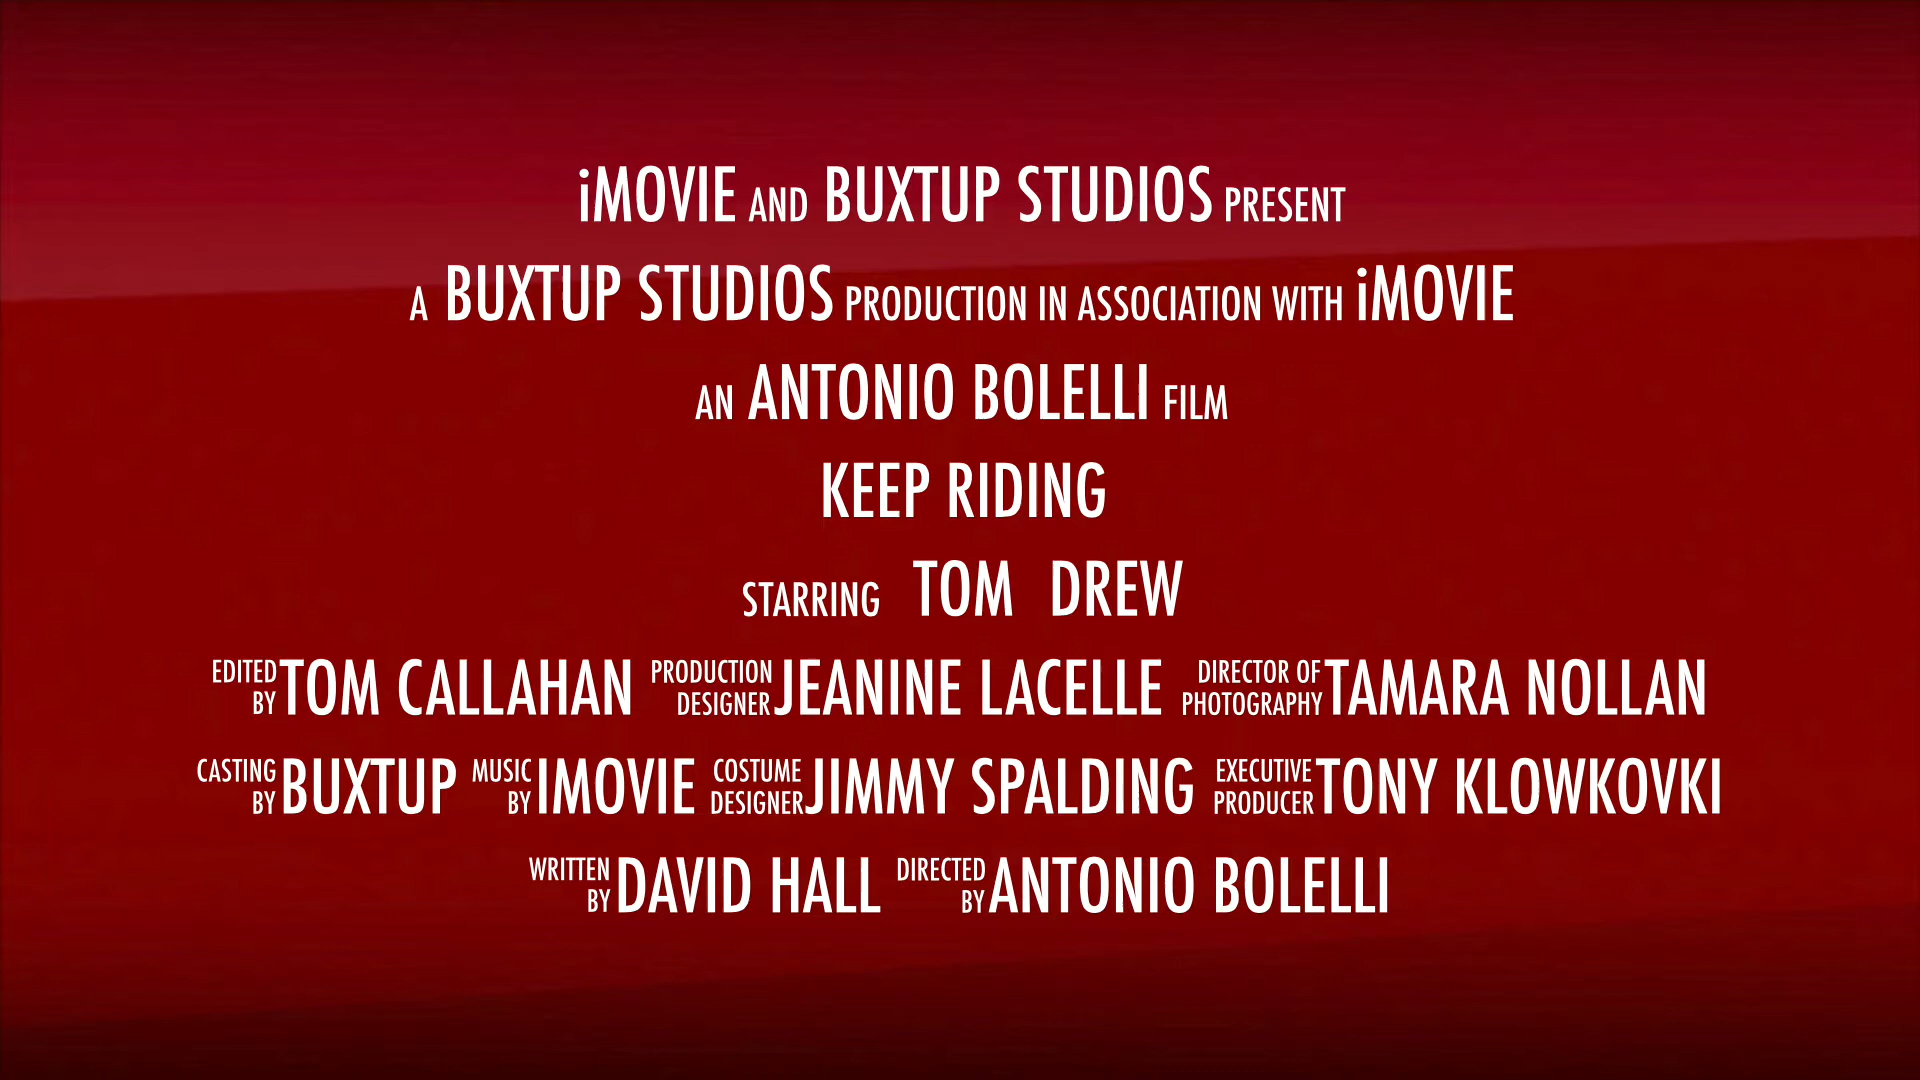 iMOVIE AND BUXTUP STUDIOS PRESENT
A BUXTUP STUDIOS PRODUCTION IN ASSOCIATION WITH iMOVIE
AN ANTONIO BOLELLI FILM
KEEP RIDING
STARRING TOM DREW
EDITED BY TOM CALLAHAN PRODUCTION DESIGNER JEANINE LACELLE DIRECTOR OF PHOTOGRAPHY TAMARA NOLLAN
CASTING BY BUXTUP MUSIC BY IMOVIE COSTUME DESIGNER JIMMY SPALDING EXECUTIVE PRODUCER TONY KLOWKOVKI
WRITTEN BY DAVID HALL DIRECTED BY ANTONIO BOLELLI